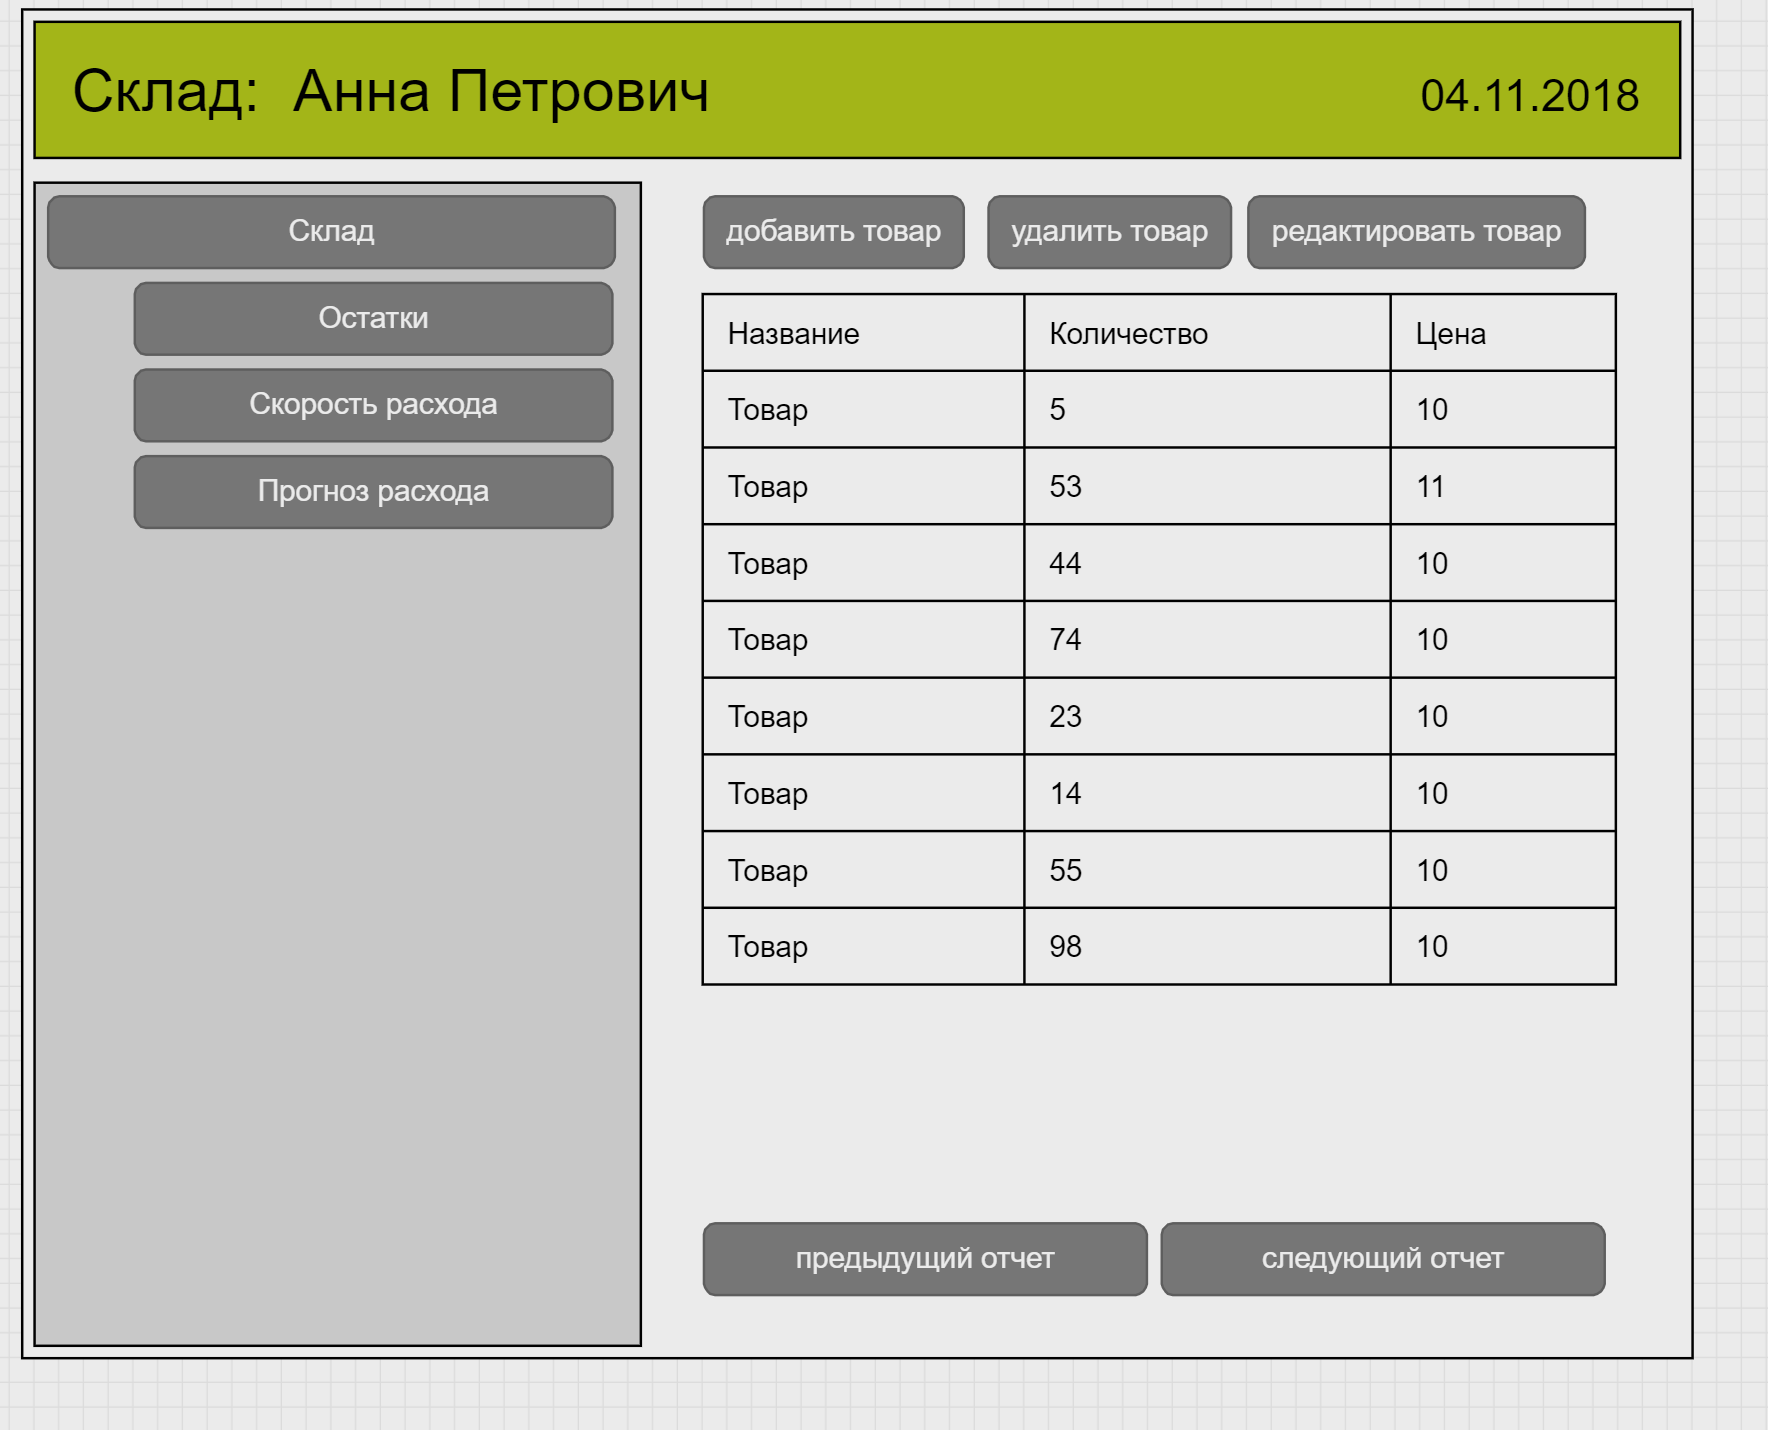 Склад:  Анна Петрович
04.11.2018
Склад
Остатки
Скорость расхода
Прогноз расхода
добавить товар
удалить товар
редактировать товар
Название Количество Цена
Товар 5 10
Товар 53 11
Товар 44 10
Товар 74 10
Товар 23 10
Товар 14 10
Товар 55 10
Товар 98 10
предыдущий отчет
следующий отчет